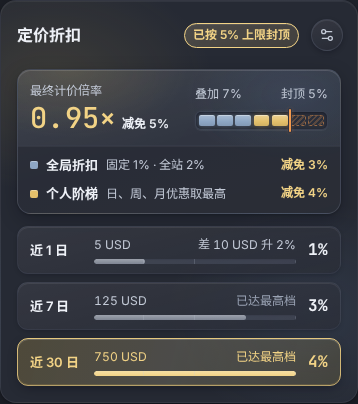 定价折扣 已按 5% 上限封顶
最终计价倍率 叠加 7% 封顶 5%
0.95× 减免 5%
全局折扣 固定 1% · 全站 2% 减免 3%
个人阶梯 日、周、月优惠取最高 减免 4%
近 1 日 5 USD 差 10 USD 升 2% 1%
近 7 日 125 USD 已达最高档 3%
近 30 日 750 USD 已达最高档 4%